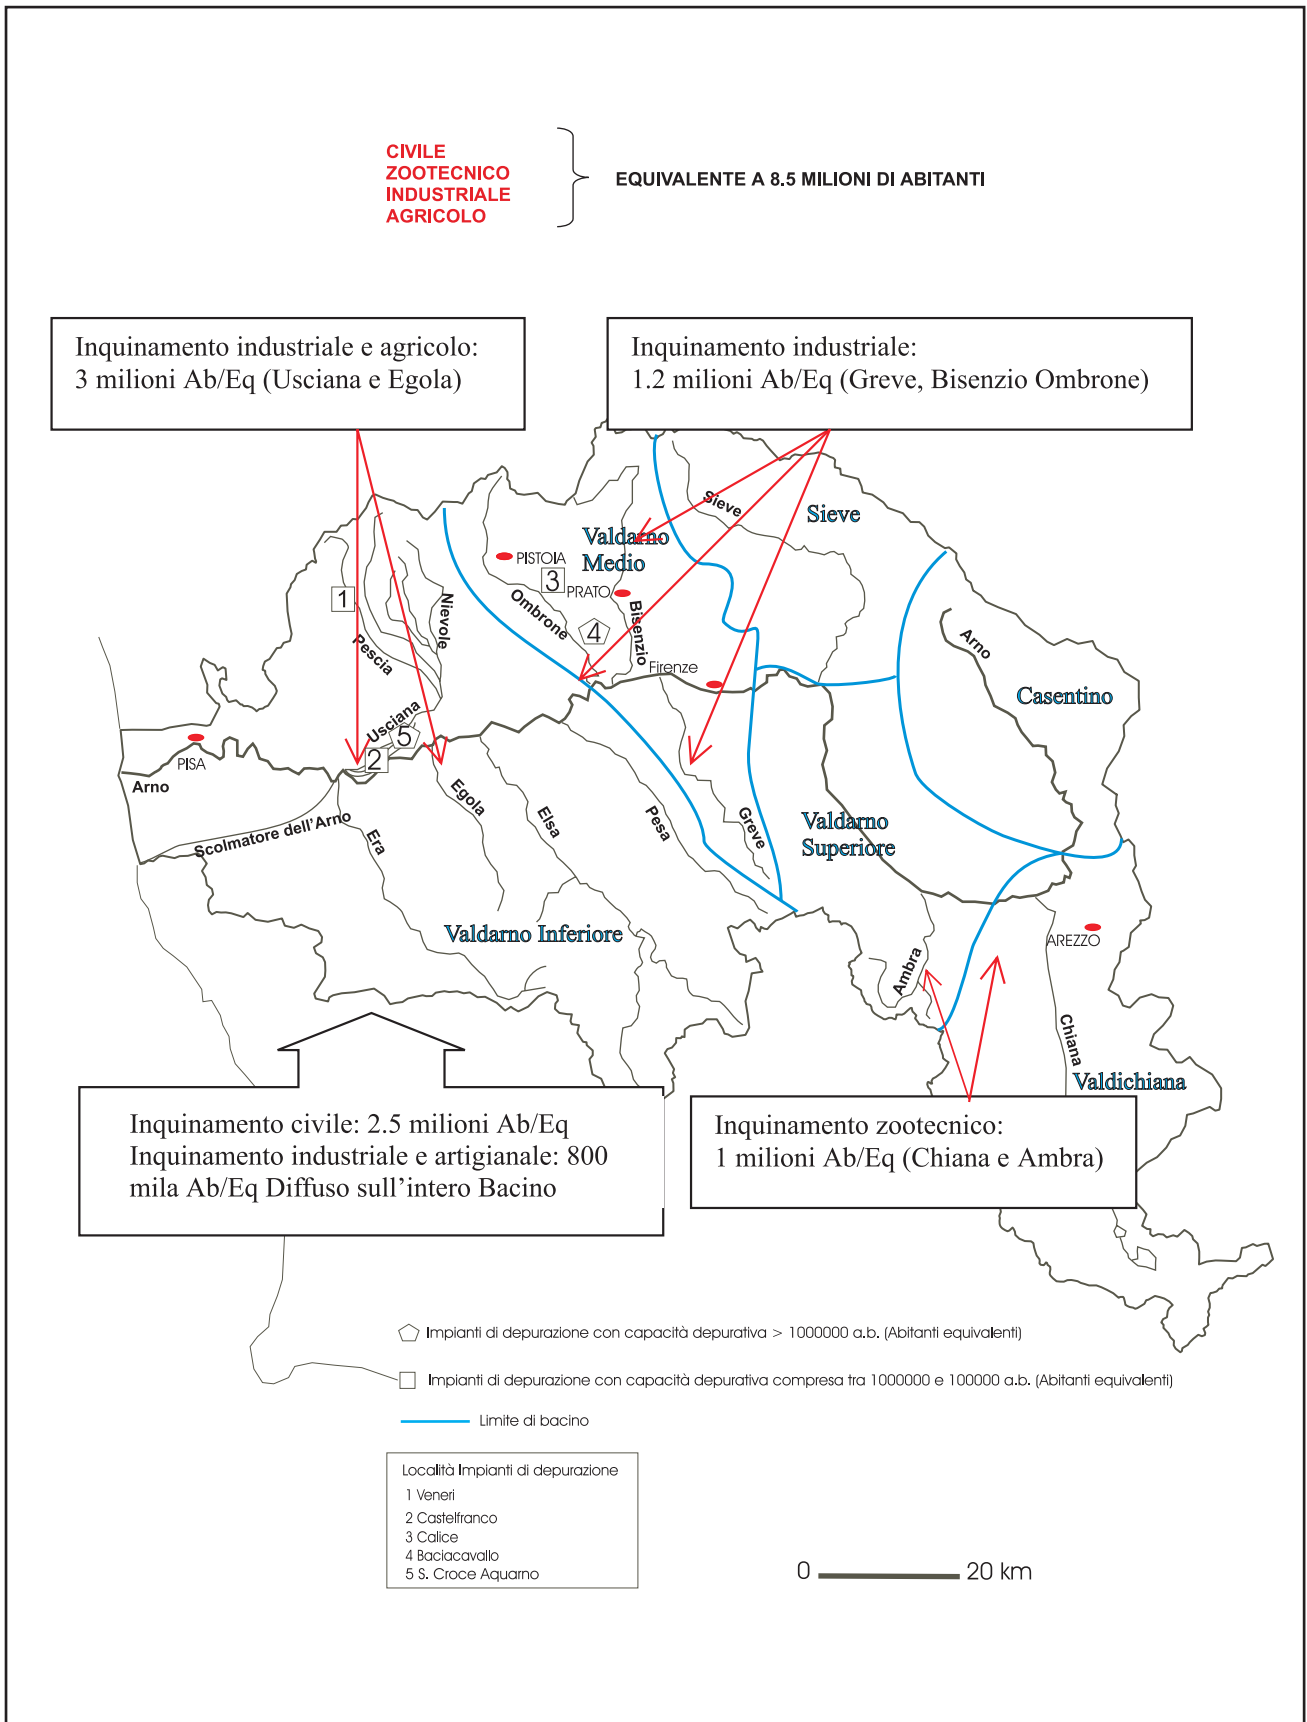 CIVILE
ZOOTECNICO
INDUSTRIALE
AGRICOLO
EQUIVALENTE A 8.5 MILIONI DI ABITANTI
Inquinamento industriale e agricolo:
3 milioni Ab/Eq (Usciana e Egola)
Inquinamento industriale:
1.2 milioni Ab/Eq (Greve, Bisenzio Ombrone)
Sieve
Sieve
Valdarno
Medio
PISTOIA
3
PRATO
1
Nievole
Ombrone
Bisenzio
4
Arno
Pescia
Firenze
Casentino
Usciana
5
2
PISA
Arno
Egola
Elsa
Pesa
Greve
Scolmatore dell'Arno
Era
Valdarno
Superiore
Valdarno Inferiore
AREZZO
Ambra
Chiana
Valdichiana
Inquinamento civile: 2.5 milioni Ab/Eq
Inquinamento industriale e artigianale: 800
mila Ab/Eq Diffuso sull'intero Bacino
Inquinamento zootecnico:
1 milioni Ab/Eq (Chiana e Ambra)
Impianti di depurazione con capacità depurativa > 1000000 a.b. (Abitanti equivalenti)
Impianti di depurazione con capacità depurativa compresa tra 1000000 e 100000 a.b. (Abitanti equivalenti)
Limite di bacino
Località Impianti di depurazione
1 Veneri
2 Castelfranco
3 Calice
4 Baciacavallo
5 S. Croce Aquarno
0 20 km